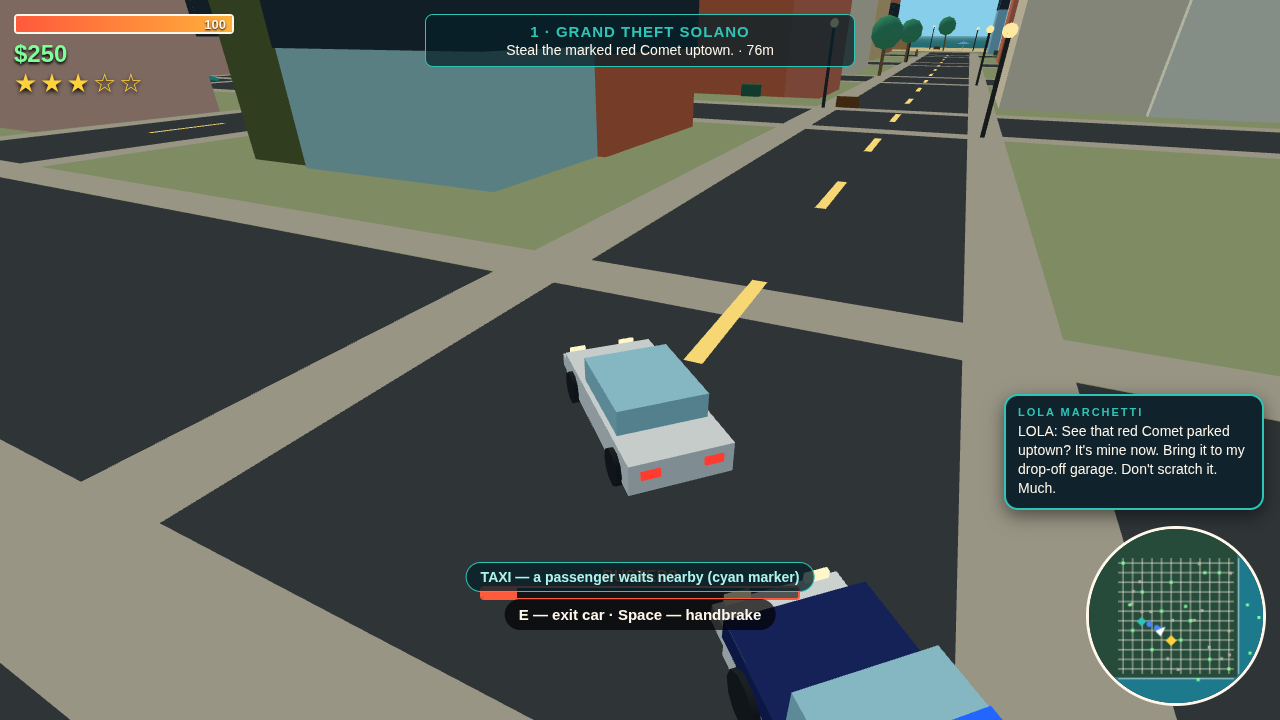 100
$250
★★★☆☆
1 · GRAND THEFT SOLANO
Steal the marked red Comet uptown. · 76m
LOLA MARCHETTI
LOLA: See that red Comet parked
uptown? It's mine now. Bring it to my
drop-off garage. Don't scratch it.
Much.
TAXI — a passenger waits nearby (cyan marker)
E — exit car · Space — handbrake